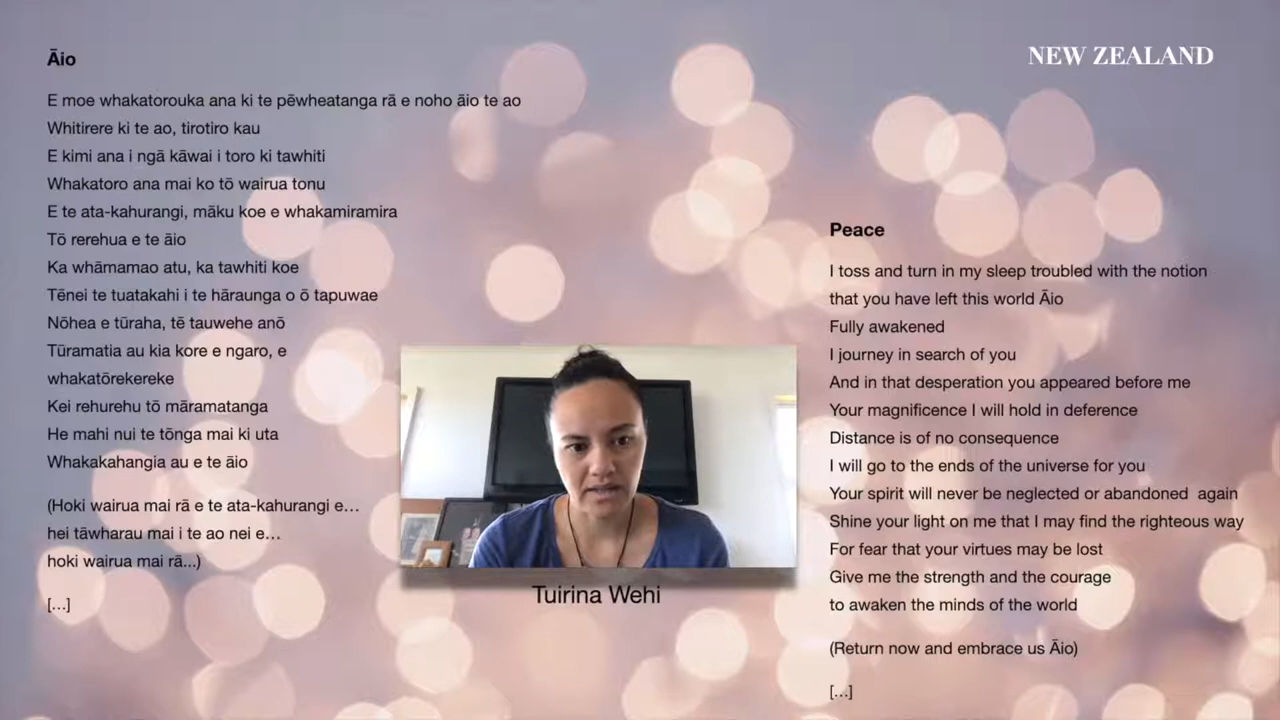 NEW ZEALAND
Āio
E moe whakatorouka ana ki te pēwheatanga rā e noho āio te ao
Whitirere ki te ao, tirotiro kau
E kimi ana i ngā kāwai i toro ki tawhiti
Whakatoro ana mai ko tō wairua tonu
E te ata-kahurangi, māku koe e whakamiramira
Tō rerehua e te āio
Ka whāmamao atu, ka tawhiti koe
Tēnei te tuatakahi i te hāraunga o ō tapuwae
Nōhea e tūraha, tē tauwehe anō
Tūramatia au kia kore e ngaro, e
whakatōrekereke
Kei rehurehu tō māramatanga
He mahi nui te tōnga mai ki uta
Whakakahangia au e te āio
(Hoki wairua mai rā e te ata-kahurangi e…
hei tāwharau mai i te ao nei e…
hoki wairua mai rā...)
[…]
Tuirina Wehi
Peace
I toss and turn in my sleep troubled with the notion
that you have left this world Āio
Fully awakened
I journey in search of you
And in that desperation you appeared before me
Your magnificence I will hold in deference
Distance is of no consequence
I will go to the ends of the universe for you
Your spirit will never be neglected or abandoned  again
Shine your light on me that I may find the righteous way
For fear that your virtues may be lost
Give me the strength and the courage
to awaken the minds of the world
(Return now and embrace us Āio)
[…]